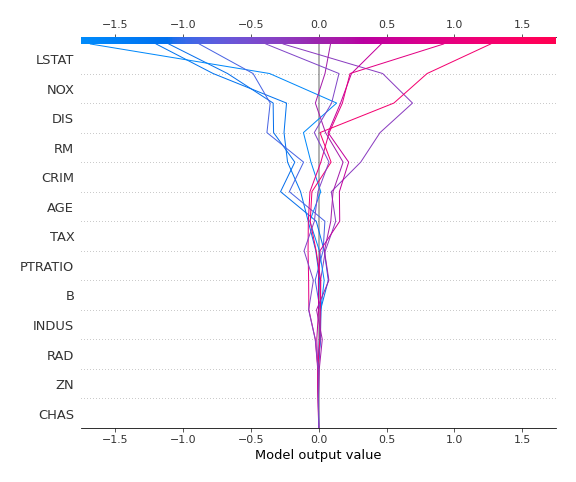 −1.5 −1.0 −0.5 0.0 0.5 1.0 1.5
LSTAT
NOX
DIS
RM
CRIM
AGE
TAX
PTRATIO
B
INDUS
RAD
ZN
CHAS
−1.5 −1.0 −0.5 0.0 0.5 1.0 1.5
Model output value